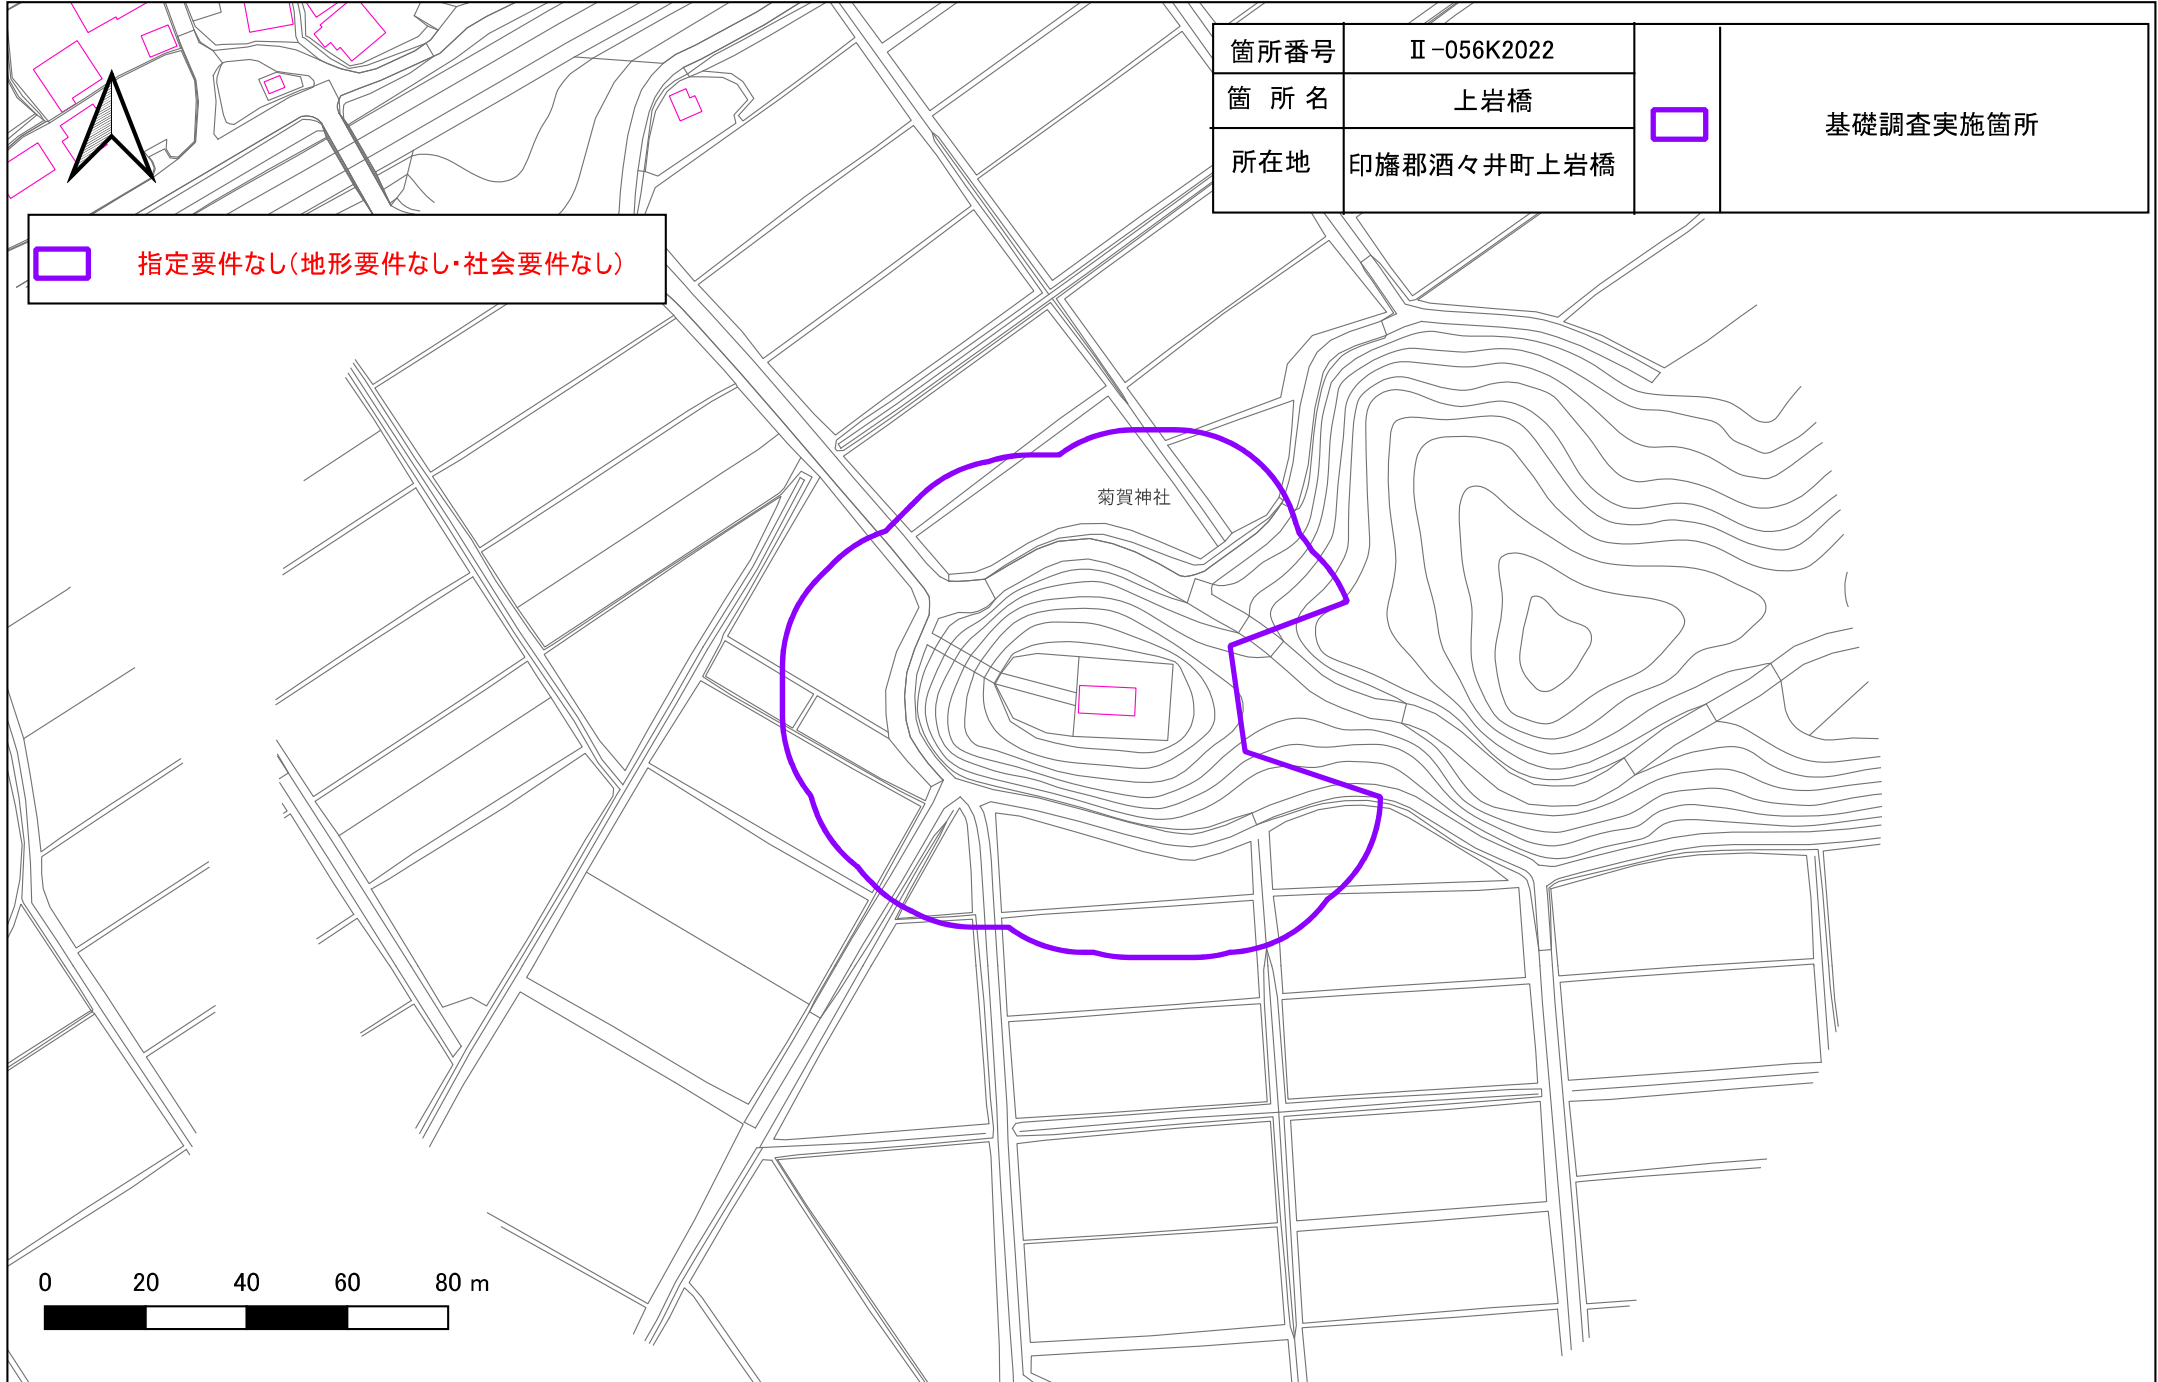 箇所番号 Ⅱ-056K2022
箇 所 名 上岩橋
所在地 印旛郡酒々井町上岩橋
基礎調査実施箇所
指定要件なし(地形要件なし・社会要件なし)
菊賀神社
0 20 40 60 80 m